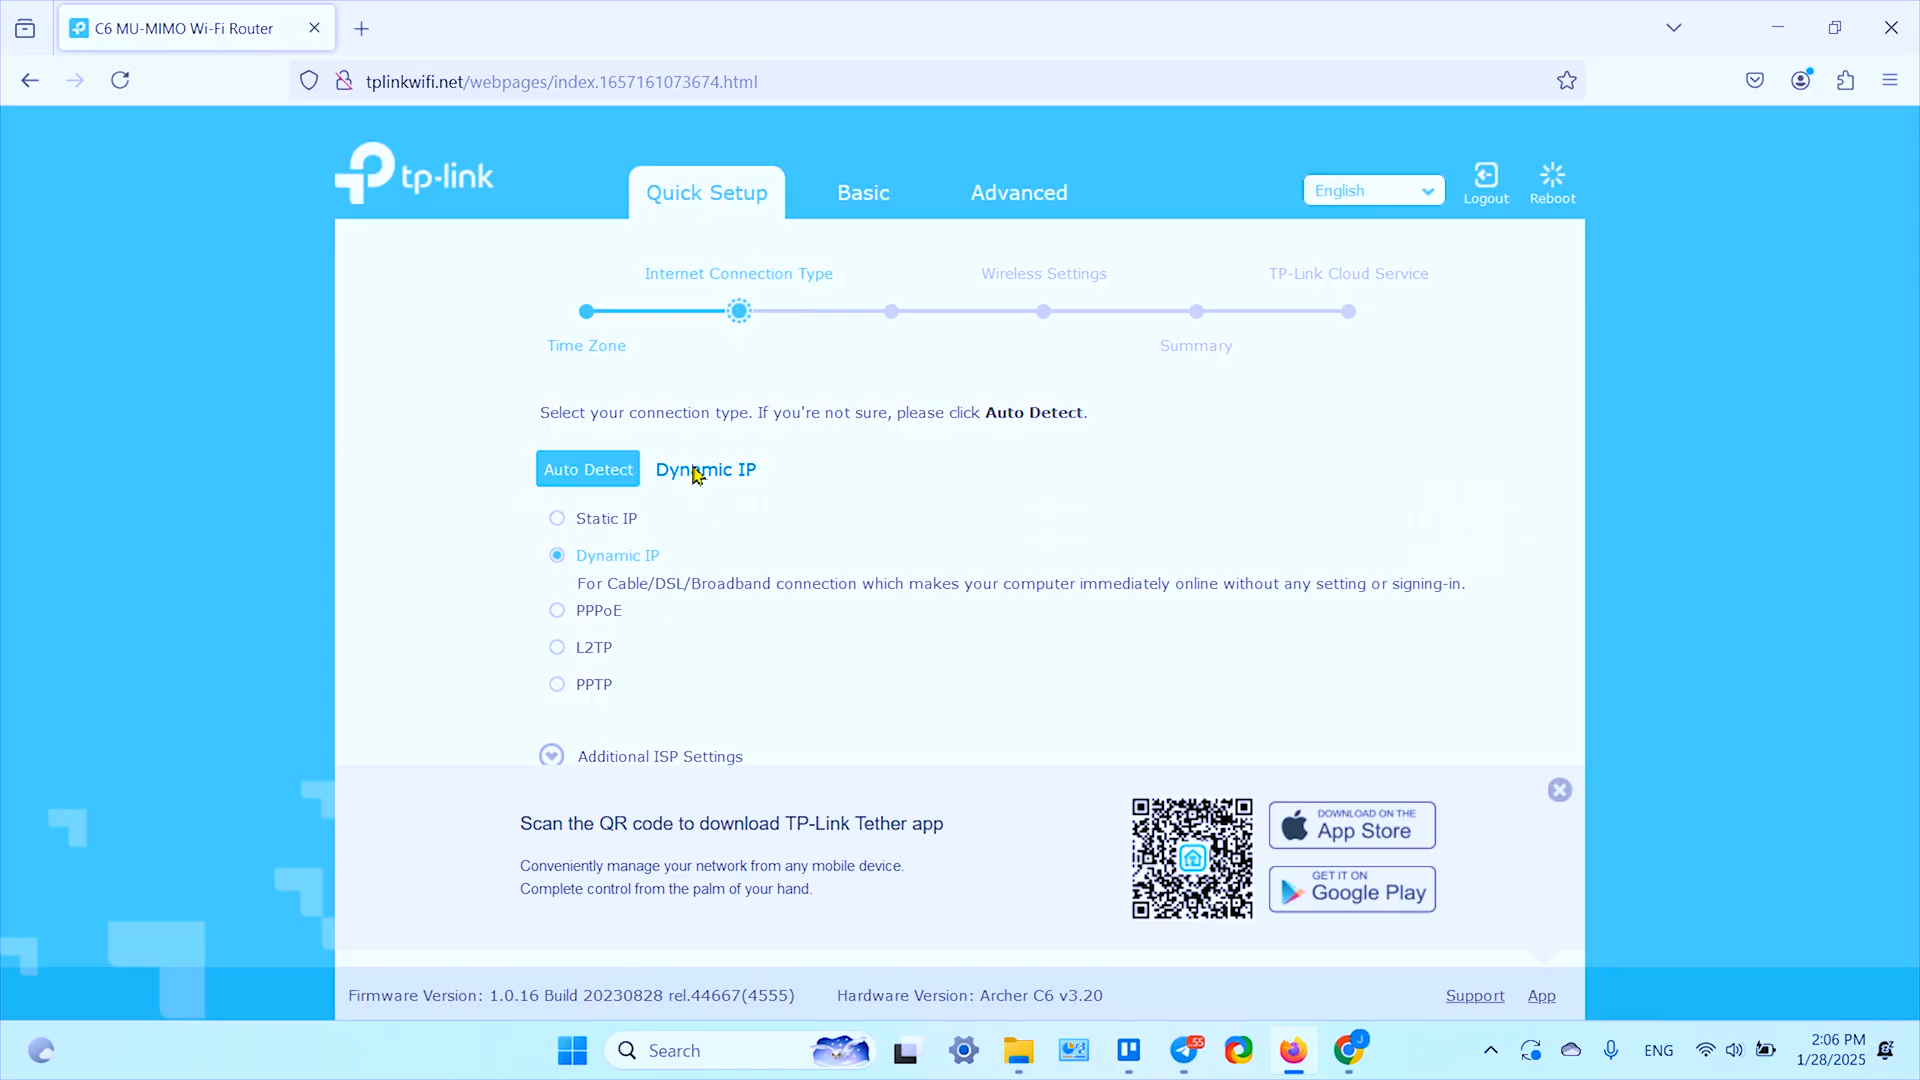 C6 MU-MIMO Wi-Fi Router
tplinkwifi.net/webpages/index.1657161073674.html
tp-link
Quick Setup
Basic
Advanced
English
Logout
Reboot
Internet Connection Type
Wireless Settings
TP-Link Cloud Service
Time Zone
Summary
Select your connection type. If you're not sure, please click Auto Detect.
Auto Detect
Dynamic IP
Static IP
Dynamic IP
For Cable/DSL/Broadband connection which makes your computer immediately online without any setting or signing-in.
PPPoE
L2TP
PPTP
Additional ISP Settings
Scan the QR code to download TP-Link Tether app
Conveniently manage your network from any mobile device.
Complete control from the palm of your hand.
DOWNLOAD ON THE
App Store
GET IT ON
Google Play
Firmware Version: 1.0.16 Build 20230828 rel.44667(4555)
Hardware Version: Archer C6 v3.20
Support
App
Search
55
J
ENG
2:06 PM
1/28/2025